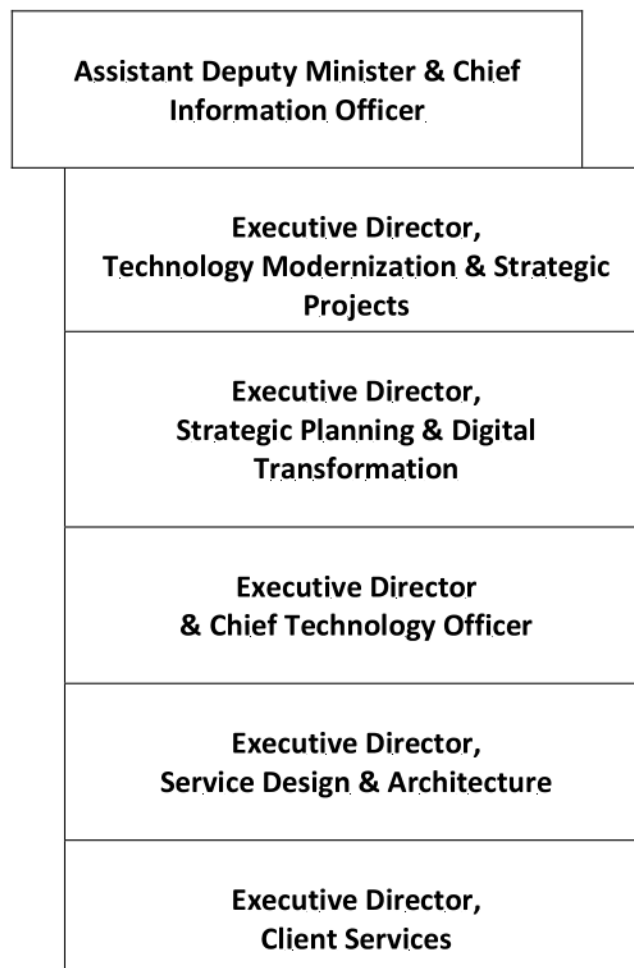 Assistant Deputy Minister & Chief
Information Officer
Executive Director,
Technology Modernization & Strategic
Projects
Executive Director,
Strategic Planning & Digital
Transformation
Executive Director
& Chief Technology Officer
Executive Director,
Service Design & Architecture
Executive Director,
Client Services